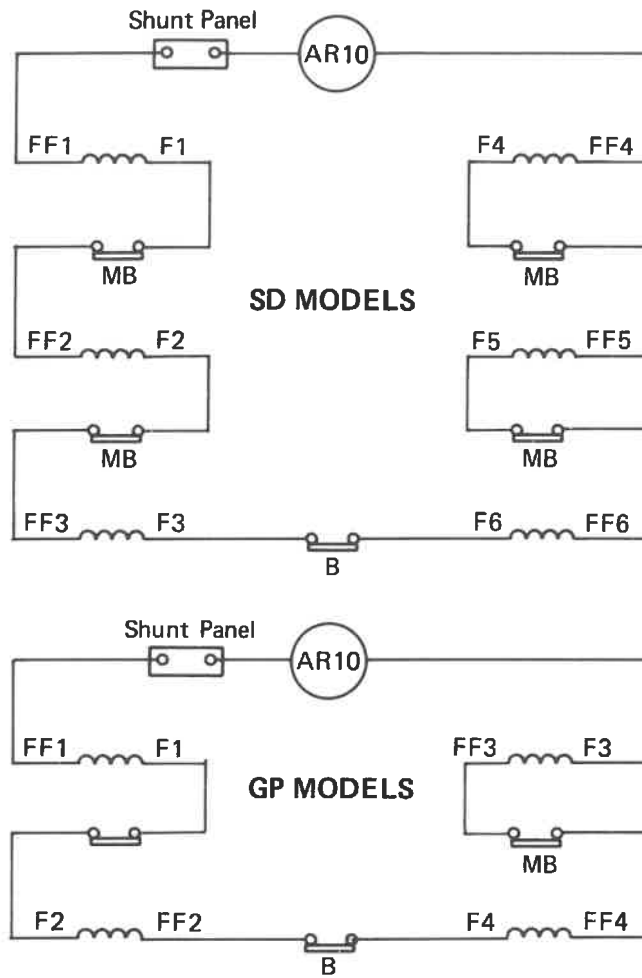 Shunt Panel
AR10
FF1 F1 F4 FF4
MB MB
SD MODELS
FF2 F2 F5 FF5
MB MB
FF3 F3 F6 FF6
B
Shunt Panel
AR10
FF1 F1 FF3 F3
GP MODELS
MB
F2 FF2 F4 FF4
B